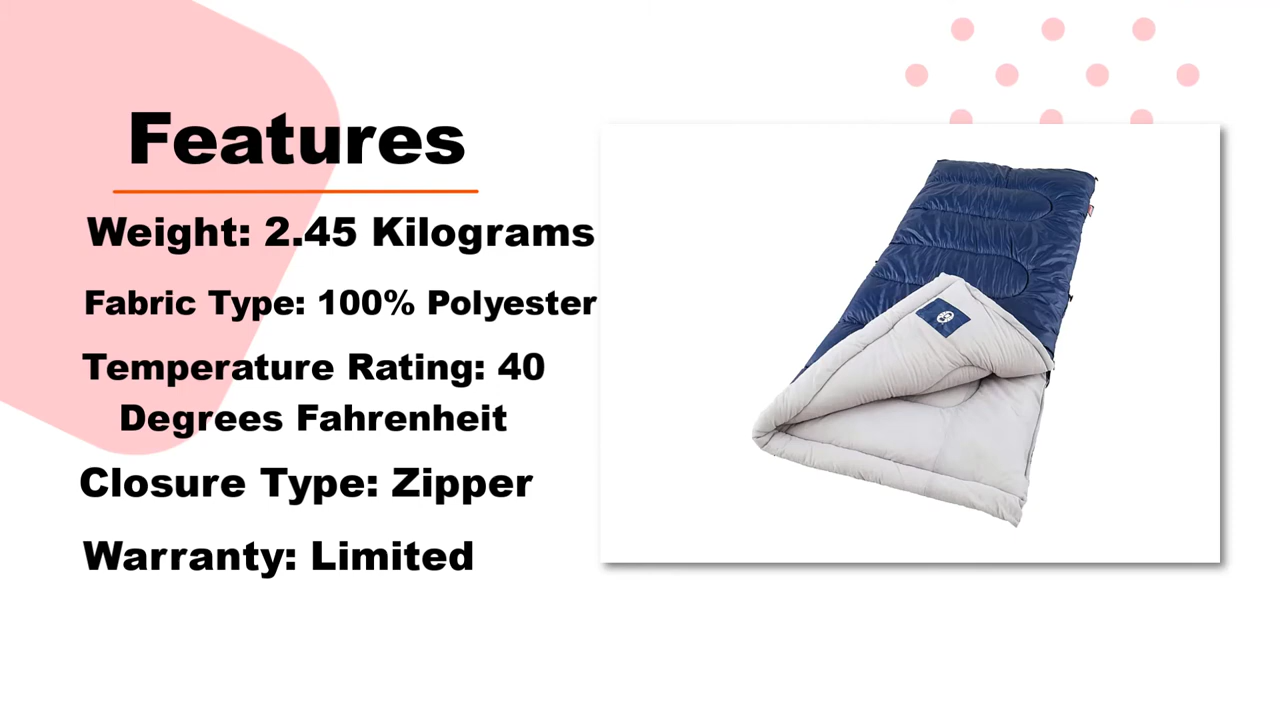 Features
Weight: 2.45 Kilograms
Fabric Type: 100% Polyester
Temperature Rating: 40
Degrees Fahrenheit
Closure Type: Zipper
Warranty: Limited